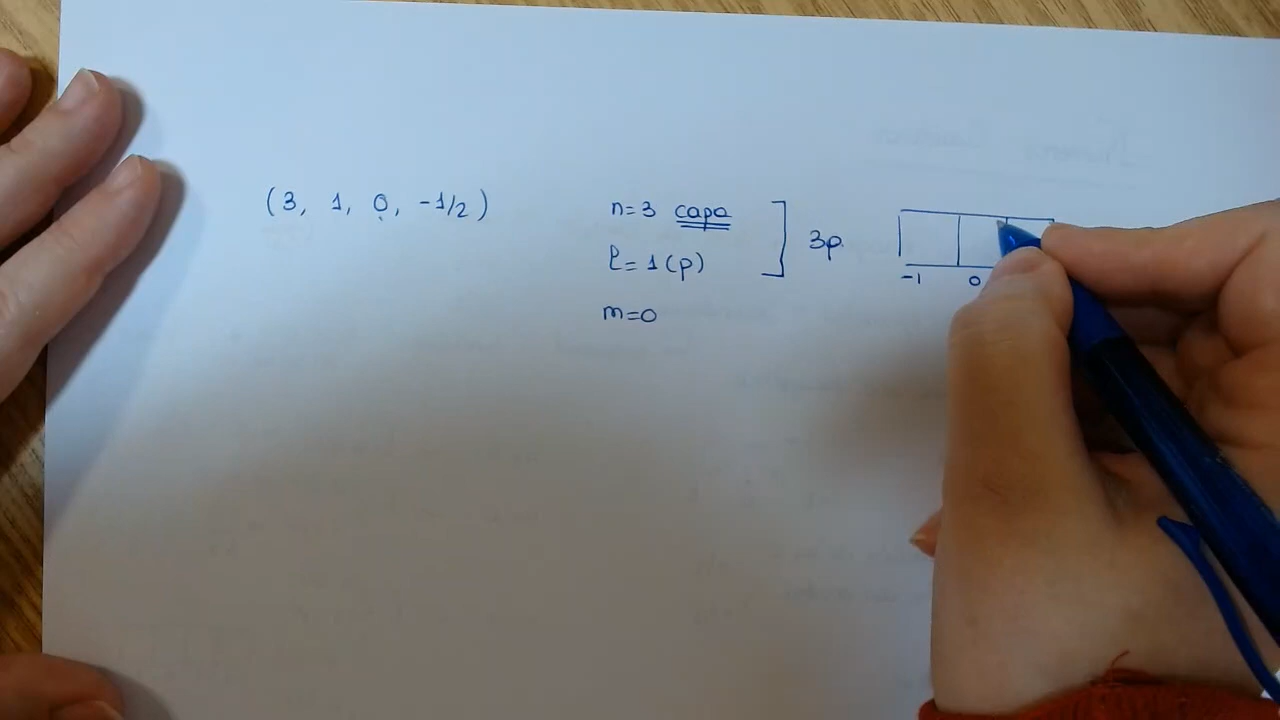 (3, 1, 0, -1/2)
n=3 capa
l=1(p)
3p
m=0
-1 0